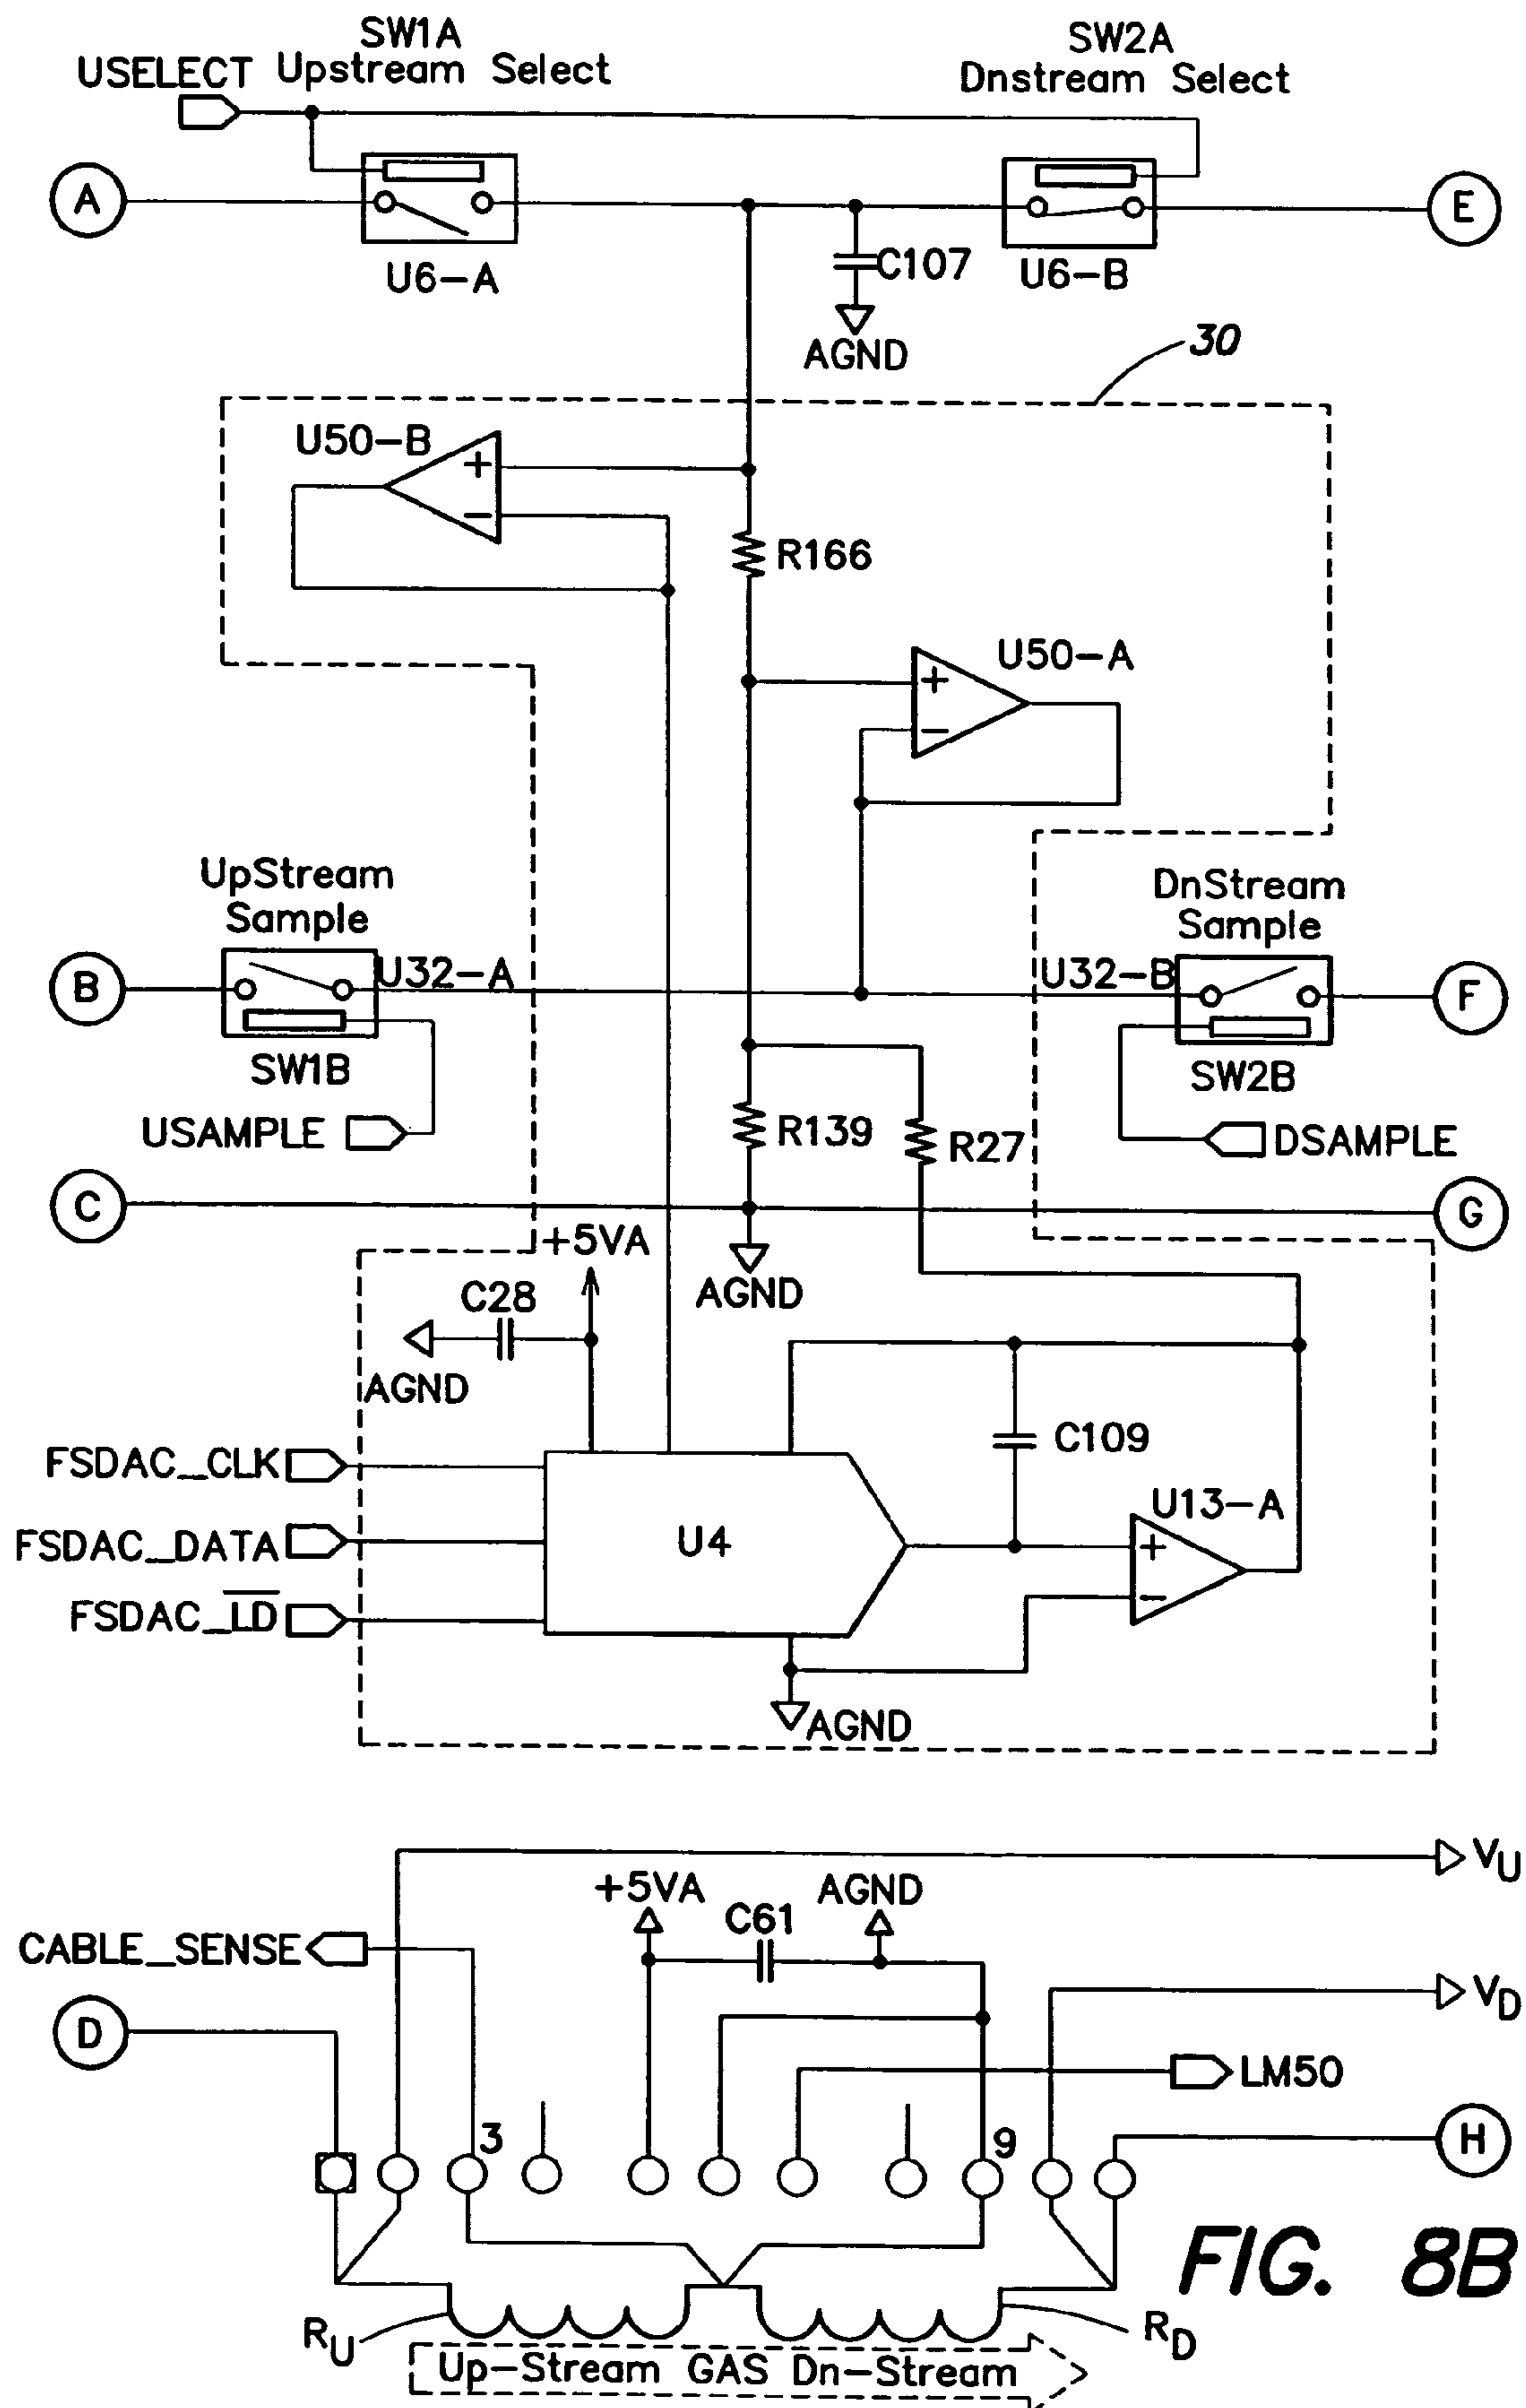 SW1A
USELECT Upstream Select
SW2A
Dnstream Select
A
E
U6-A
C107
U6-B
AGND
30
U50-B
+
-
R166
U50-A
+
-
UpStream
Sample
DnStream
Sample
B
U32-A
U32-B
F
SW1B
SW2B
USAMPLE
R139
R27
DSAMPLE
C
G
+5VA
AGND
C28
AGND
C109
FSDAC_CLK
U13-A
FSDAC_DATA
U4
+
FSDAC_LD
-
AGND
VU
+5VA
AGND
C61
CABLE_SENSE
VD
D
LM50
3
9
H
FIG. 8B
RU
RD
Up-Stream GAS Dn-Stream